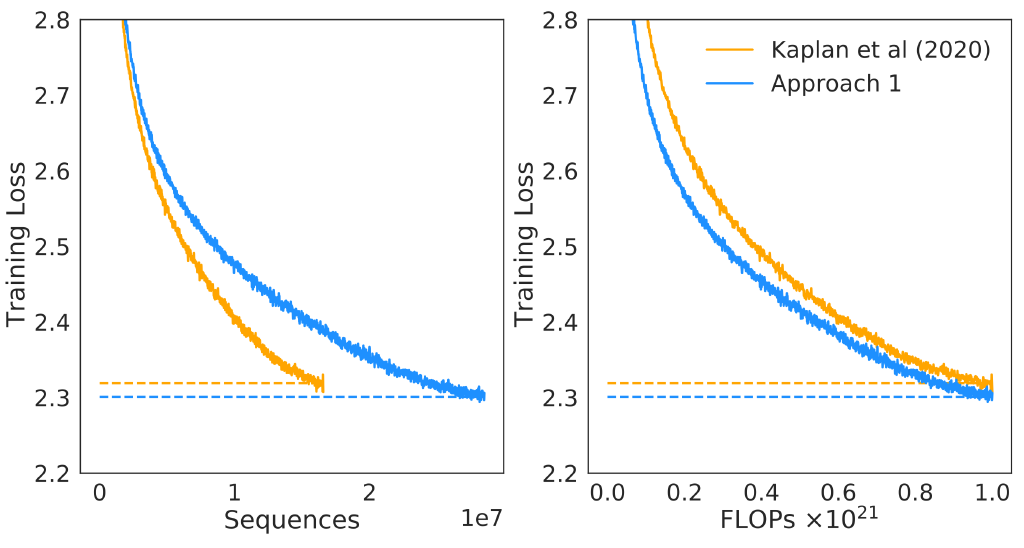 2.8
2.7
2.6
2.5
2.4
2.3
2.2
Training Loss
0 1 2
Sequences
1e7
2.8
2.7
2.6
2.5
2.4
2.3
2.2
Training Loss
Kaplan et al (2020)
Approach 1
0.0 0.2 0.4 0.6 0.8 1.0
FLOPs ×10²¹